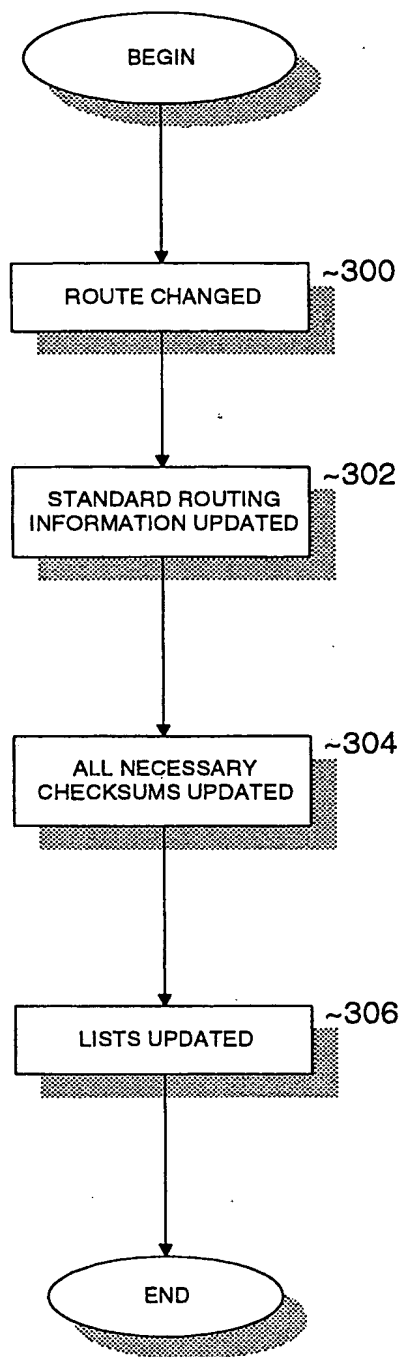 BEGIN
~300
ROUTE CHANGED
~302
STANDARD ROUTING
INFORMATION UPDATED
~304
ALL NECESSARY
CHECKSUMS UPDATED
~306
LISTS UPDATED
END